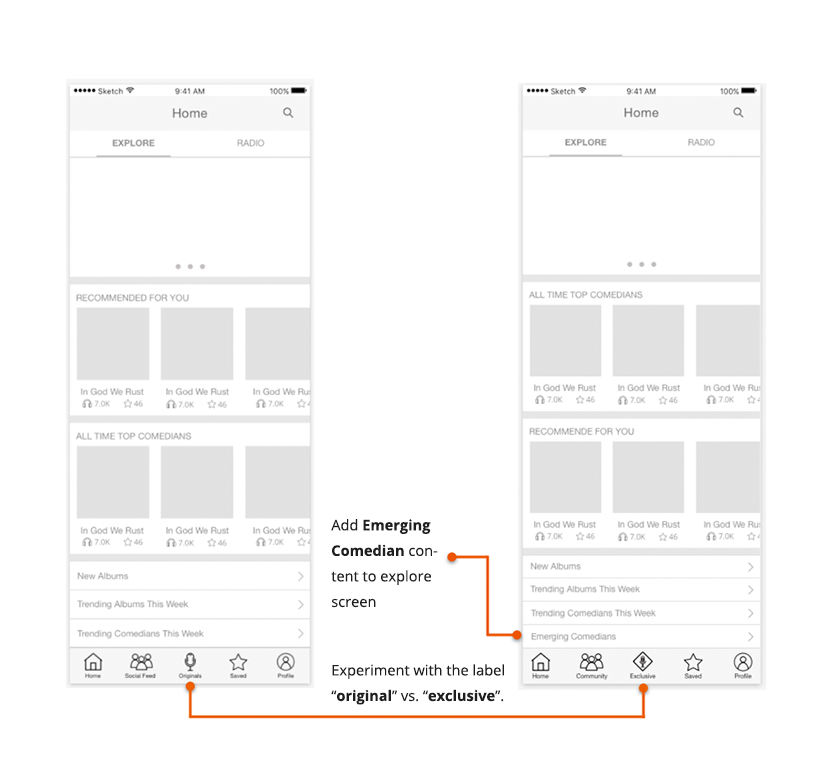 Sketch 9:41 AM 100%
Home
EXPLORE RADIO
RECOMMENDED FOR YOU
In God We Rust In God We Rust In God We Rus
7.0K 46 7.0K 46 7.0K 4
ALL TIME TOP COMEDIANS
In God We Rust In God We Rust In God We Rus
7.0K 46 7.0K 46 7.0K 4
New Albums
Trending Albums This Week
Trending Comedians This Week
Home Social Feed Originals Saved Profile
Add Emerging
Comedian con-
tent to explore
screen
Experiment with the label
“original” vs. “exclusive”.
Sketch 9:41 AM 100%
Home
EXPLORE RADIO
ALL TIME TOP COMEDIANS
In God We Rust In God We Rust In God We Rus
7.0K 46 7.0K 46 7.0K 4
RECOMMENDE FOR YOU
In God We Rust In God We Rust In God We Rus
7.0K 46 7.0K 46 7.0K 4
New Albums
Trending Albums This Week
Trending Comedians This Week
Emerging Comedians
Home Community Exclusive Saved Profile